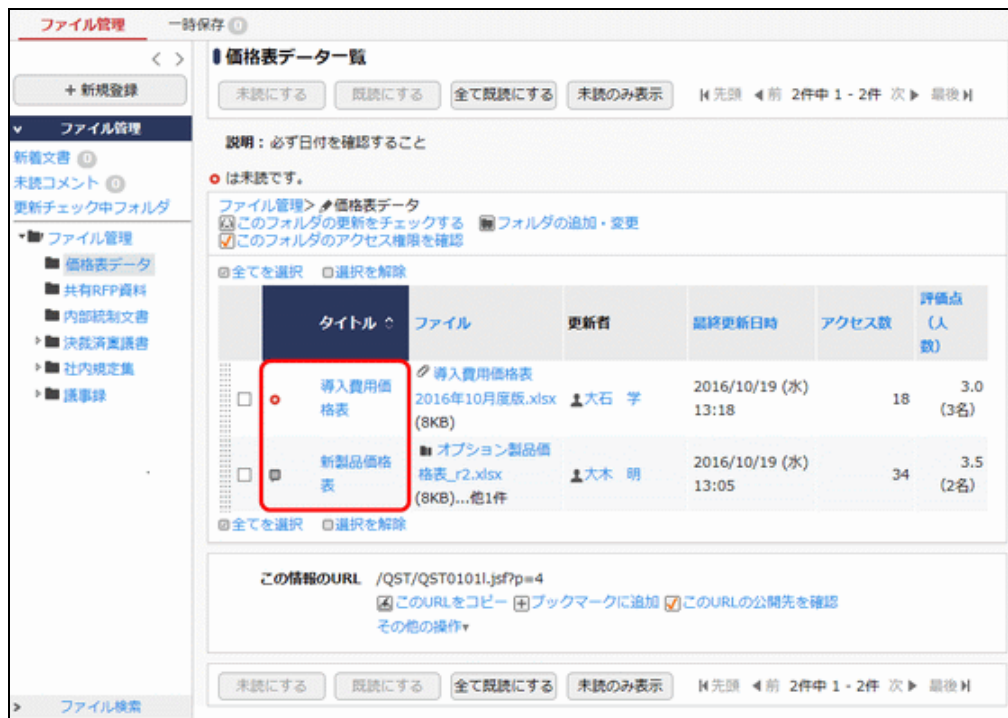 ファイル管理 一時保存 0
価格表データ一覧
+ 新規登録
未読にする 既読にする 全て既読にする 未読のみ表示 先頭 前 2件中 1 - 2件 次 最後
ファイル管理
説明：必ず日付を確認すること
新着文書 0
未読コメント 0
更新チェック中フォルダ
は未読です。
ファイル管理> 価格表データ
このフォルダの更新をチェックする フォルダの追加・変更
このフォルダのアクセス権限を確認
ファイル管理
価格表データ
共有RFP資料
内部統制文書
決裁済稟議書
社内規定集
議事録
全てを選択 選択を解除
タイトル ファイル 更新者 最終更新日時 アクセス数 評価点
（人
数）
導入費用価
格表
導入費用価格表
2016年10月度版.xlsx
(8KB)
大石 学
2016/10/19 (水)
13:18
18
3.0
(3名)
新製品価格
表
オプション製品価
格表_r2.xlsx
(8KB)...他1件
大木 明
2016/10/19 (水)
13:05
34
3.5
(2名)
全てを選択 選択を解除
この情報のURL /QST/QST0101l.jsf?p=4
このURLをコピー ブックマークに追加 このURLの公開先を確認
その他の操作▾
未読にする 既読にする 全て既読にする 未読のみ表示 先頭 前 2件中 1 - 2件 次 最後
ファイル検索